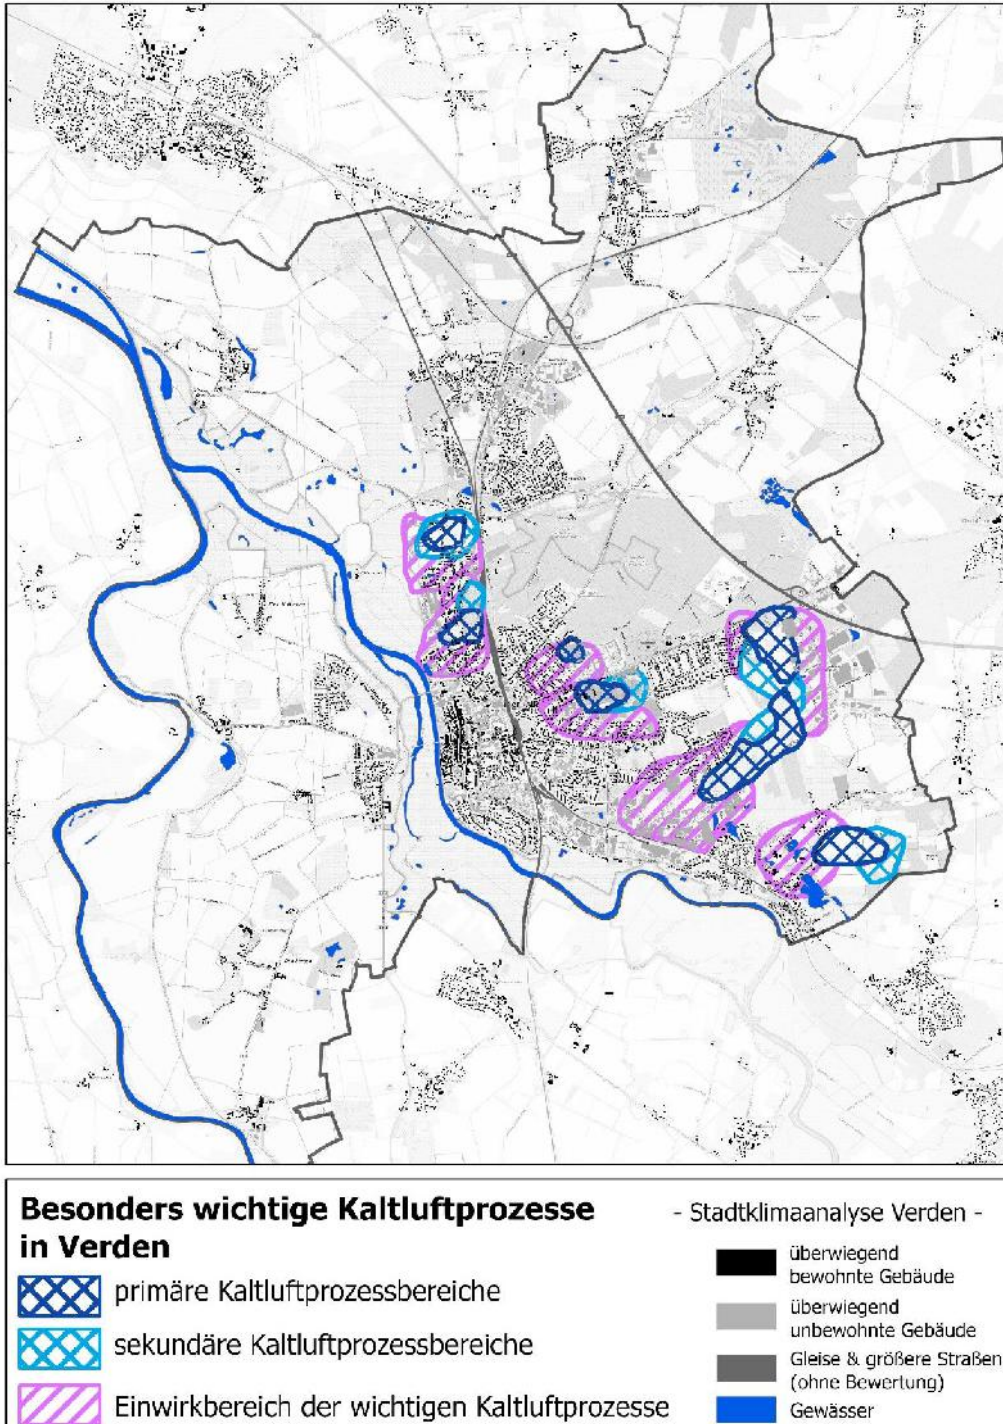 Besonders wichtige Kaltluftprozesse
in Verden
primäre Kaltluftprozessbereiche
sekundäre Kaltluftprozessbereiche
Einwirkbereich der wichtigen Kaltluftprozesse
- Stadtklimaanalyse Verden -
überwiegend
bewohnte Gebäude
überwiegend
unbewohnte Gebäude
Gleise & größere Straßen
(ohne Bewertung)
Gewässer